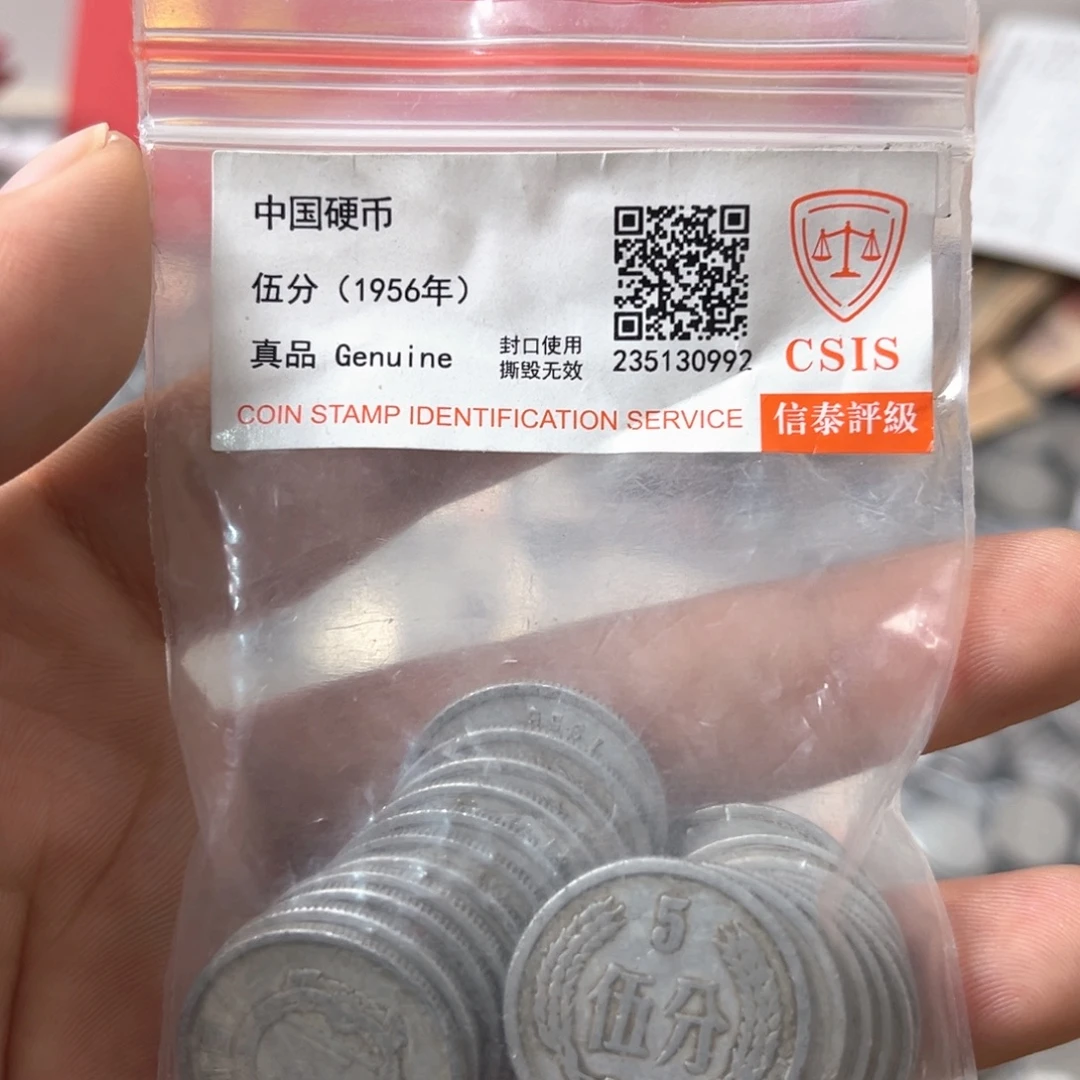 中国硬币
伍分（1956年）
真品 Genuine
封口使用
撕毁无效
235130992
CSIS
COIN STAMP IDENTIFICATION SERVICE
信泰評級
5
伍分